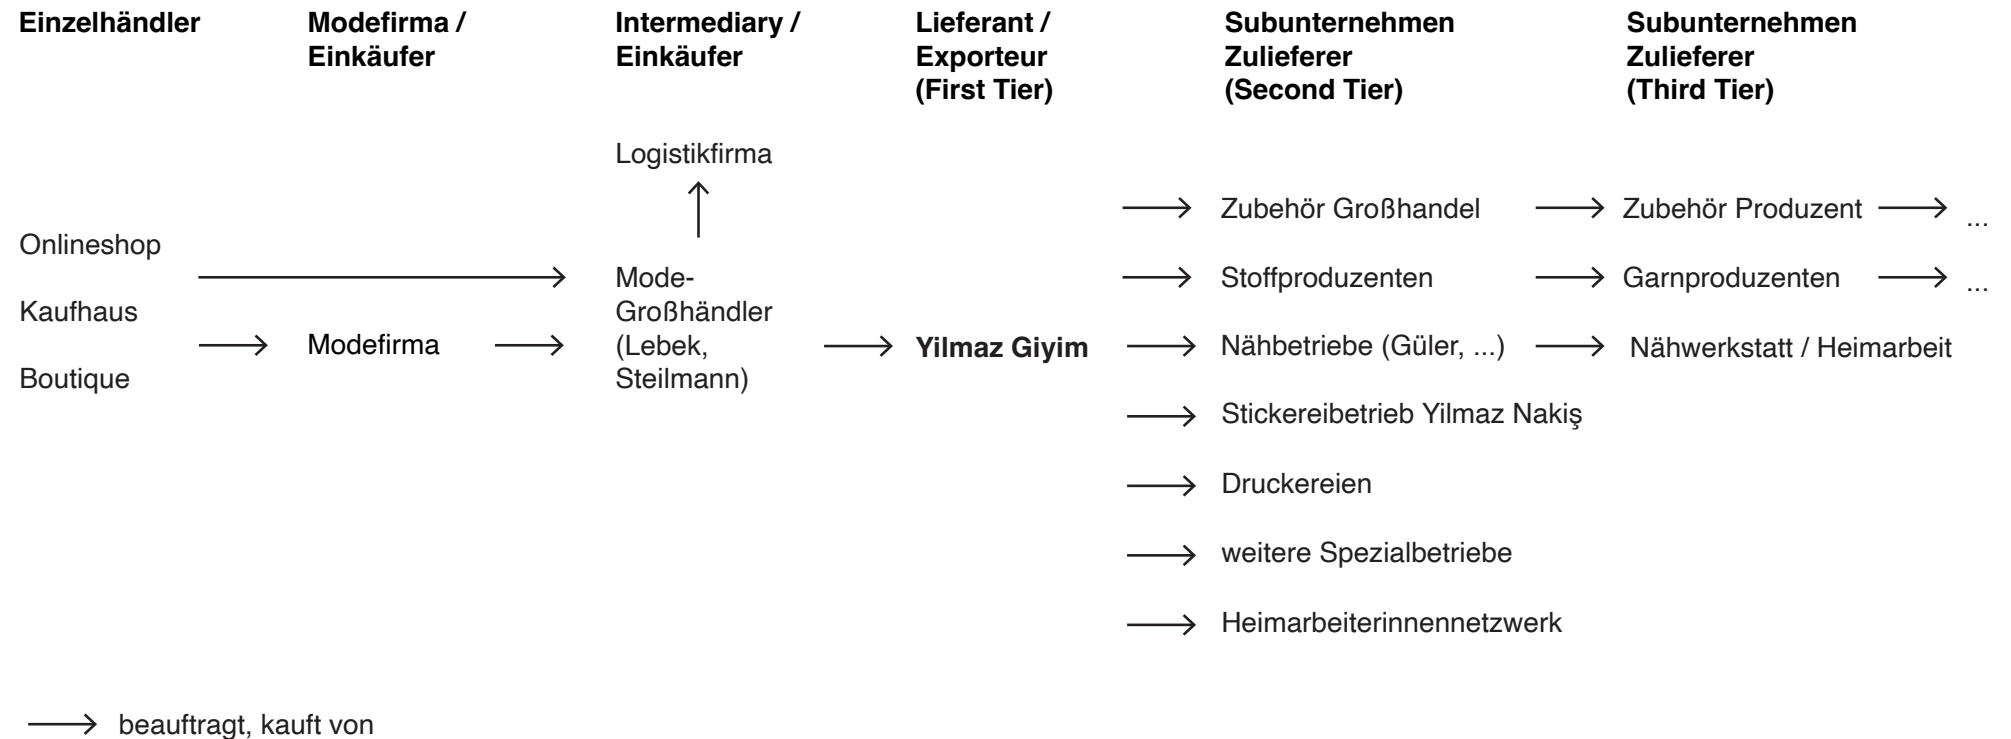 Einzelhändler
Modefirma /
Einkäufer
Intermediary /
Einkäufer
Lieferant /
Exporteur
(First Tier)
Subunternehmen
Zulieferer
(Second Tier)
Subunternehmen
Zulieferer
(Third Tier)
Logistikfirma
Onlineshop
Kaufhaus
Boutique
Modefirma
Mode-
Großhändler
(Lebek,
Steilmann)
Yilmaz Giyim
Zubehör Großhandel
Zubehör Produzent
...
Stoffproduzenten
Garnproduzenten
...
Nähbetriebe (Güler, ...)
Nähwerkstatt / Heimarbeit
Stickereibetrieb Yilmaz Nakiş
Druckereien
weitere Spezialbetriebe
Heimarbeiterinnennetzwerk
beauftragt, kauft von